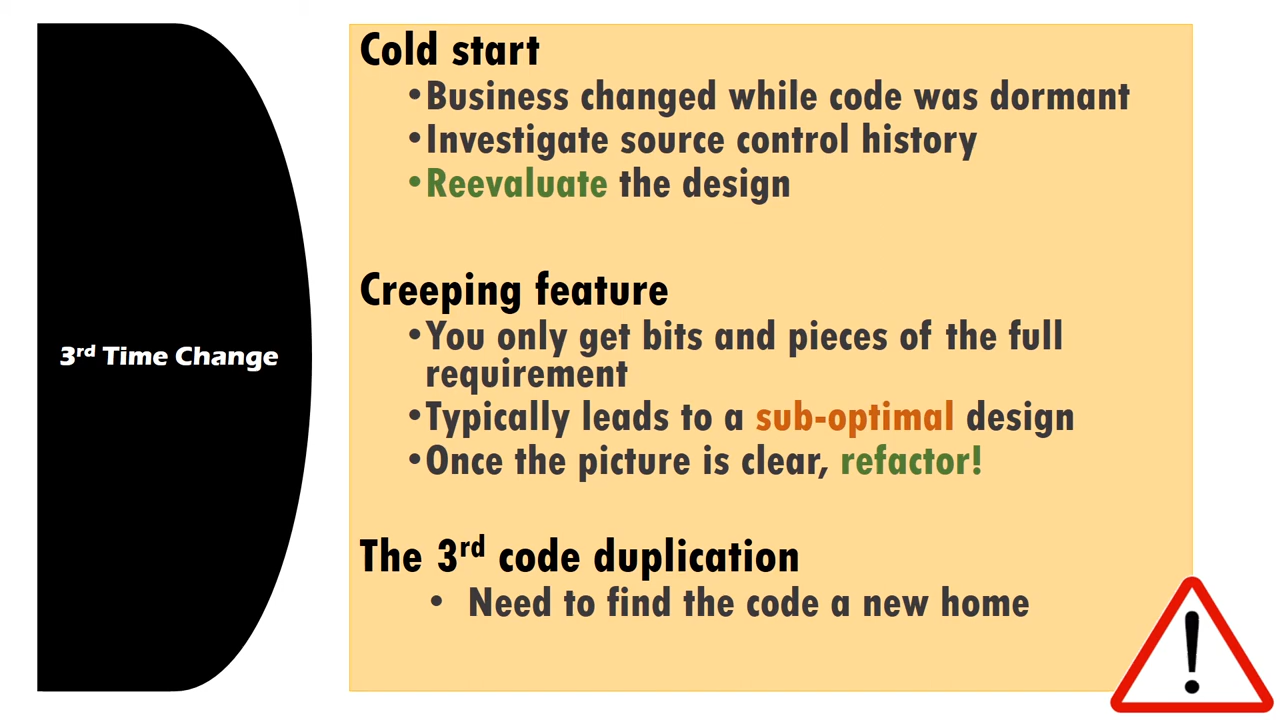 3rd Time Change
Cold start
•Business changed while code was dormant
•Investigate source control history
•Reevaluate the design
Creeping feature
•You only get bits and pieces of the full
requirement
•Typically leads to a sub-optimal design
•Once the picture is clear, refactor!
The 3rd code duplication
• Need to find the code a new home
!